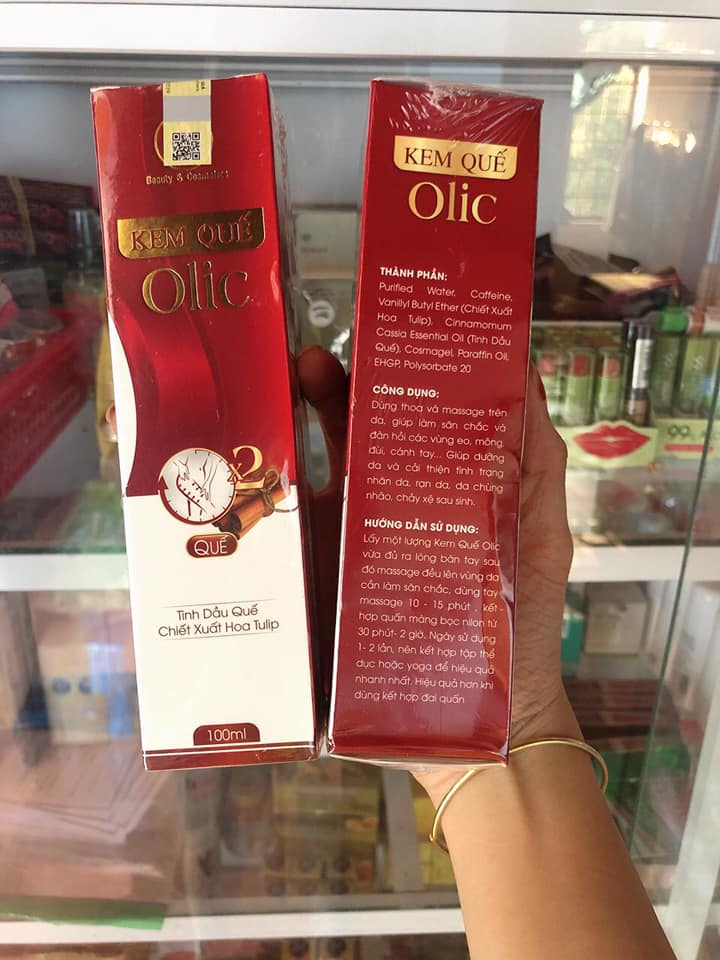 Beauty & Cosmetics
KEM QUẾ
Olic
x2
QUẾ
Tinh Dầu Quế
Chiết Xuất Hoa Tulip
100ml
KEM QUẾ
Olic
THÀNH PHẦN:
Purified Water, Caffeine,
Vanillyl Butyl Ether (Chiết Xuất
Hoa Tulip), Cinnamomum
Cassia Essential Oil (Tinh Dầu
Quế), Cosmagel, Paraffin Oil,
EHGP, Polysorbate 20
CÔNG DỤNG:
Dùng thoa và massage trên
da, giúp làm săn chắc và
đàn hồi các vùng eo, mông,
đùi, cánh tay... Giúp dưỡng
da và cải thiện tình trạng
nhăn da, rạn da, da chùng
nhão, chảy xệ sau sinh.
HƯỚNG DẪN SỬ DỤNG:
Lấy một lượng Kem Quế Olic
vừa đủ ra lòng bàn tay sau
đó massage đều lên vùng da
cần làm săn chắc, dùng tay
massage 10 - 15 phút , kết
hợp quấn màng bọc nilon từ
30 phút- 2 giờ. Ngày sử dụng
1- 2 lần, nên kết hợp tập thể
dục hoặc yoga để hiệu quả
nhanh nhất. Hiệu quả hơn khi
dùng kết hợp đai quấn
99